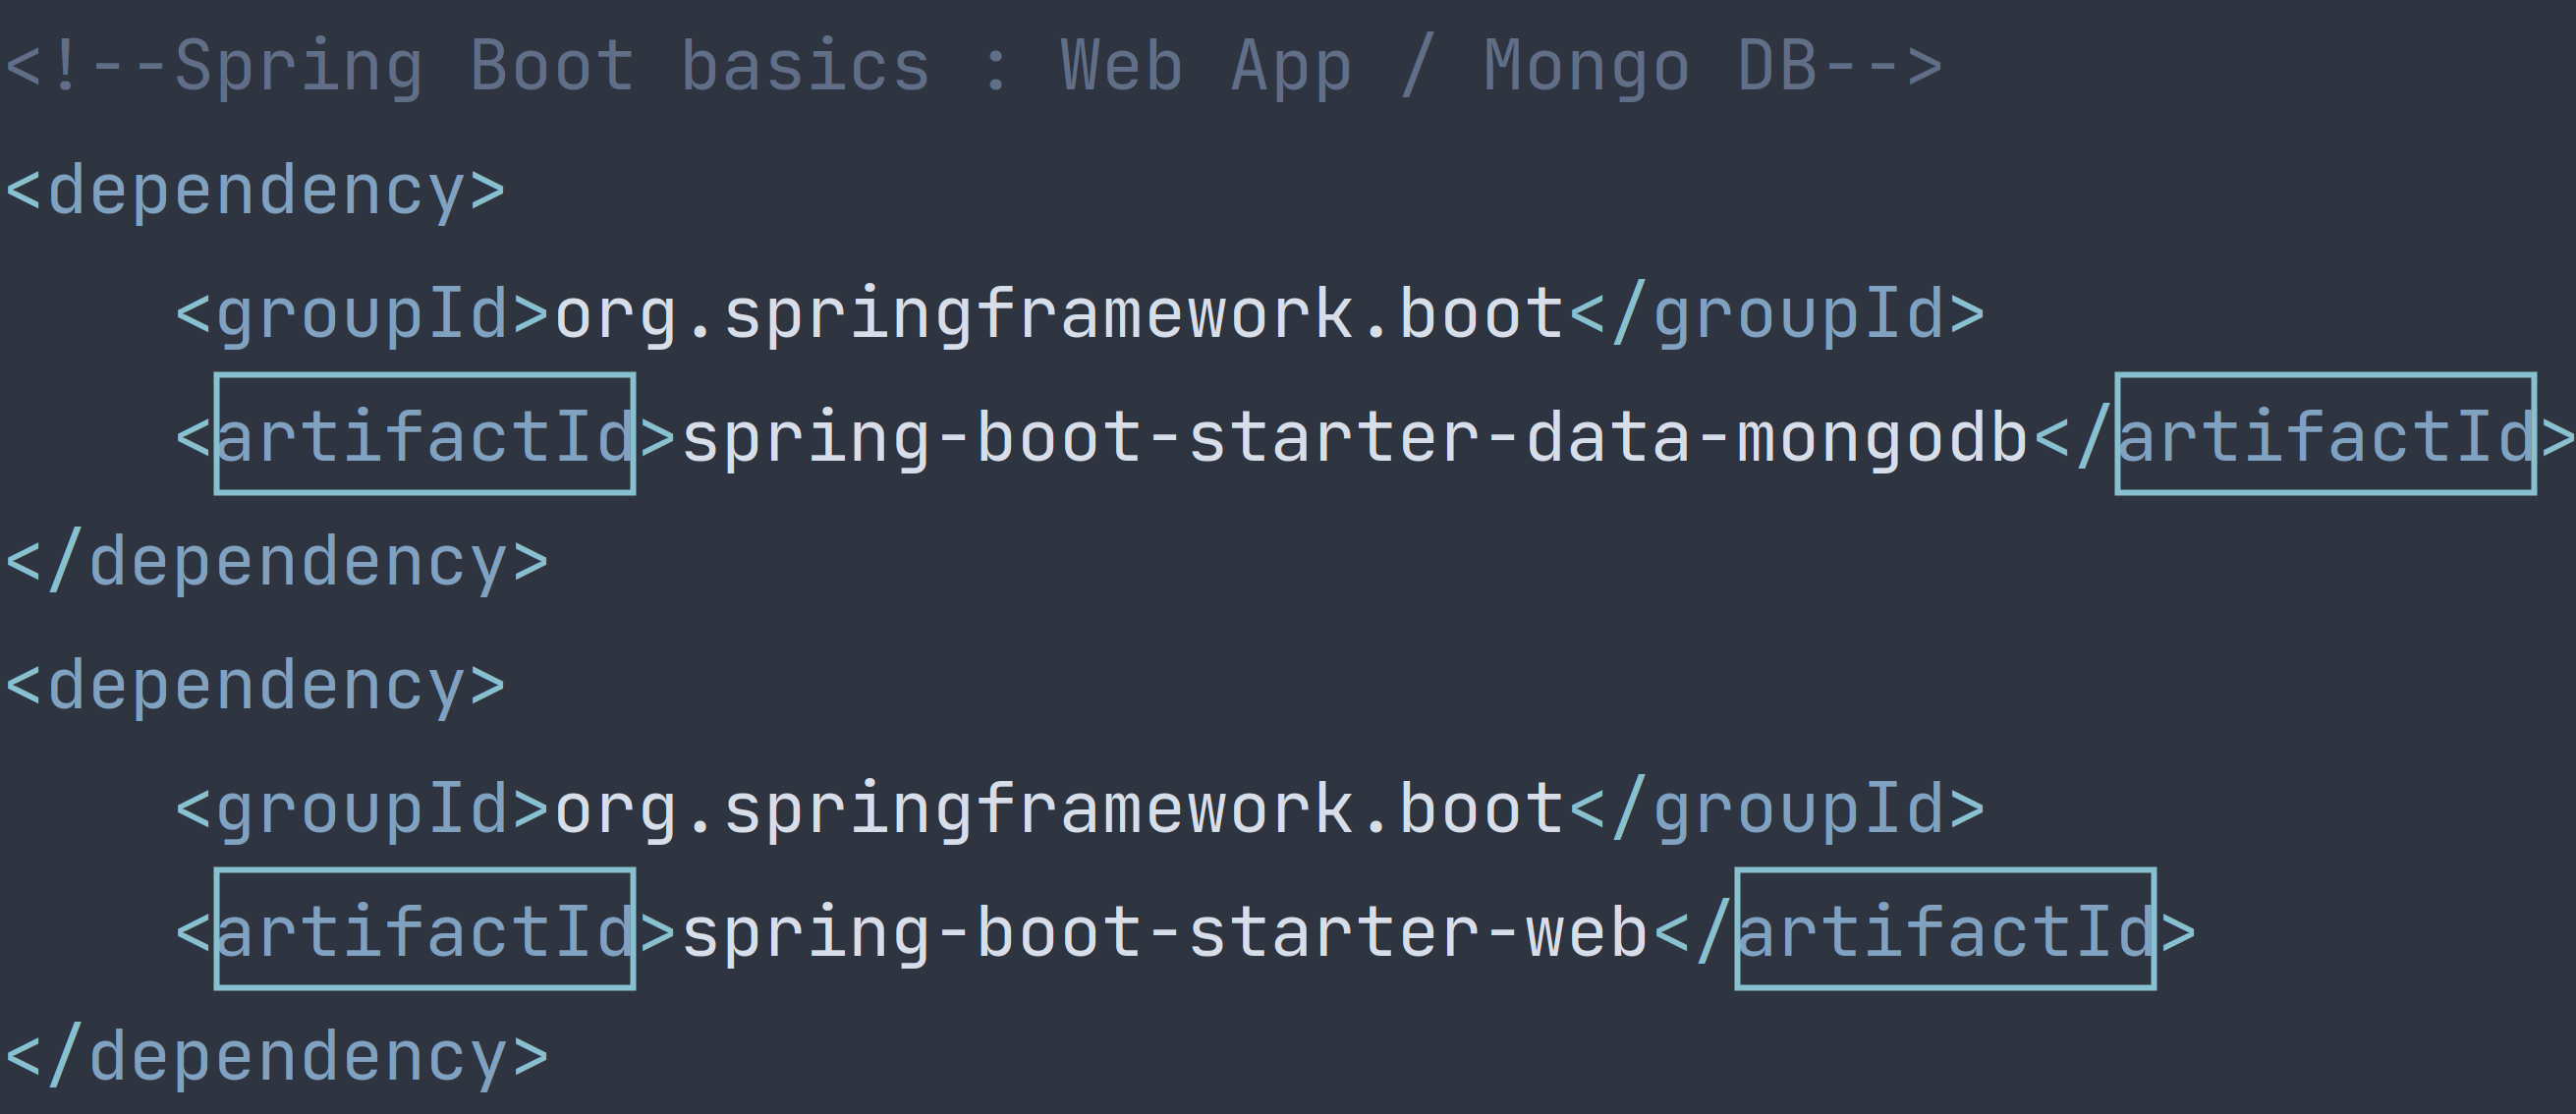 <!--Spring Boot basics : Web App / Mongo DB-->
<dependency>
    <groupId>org.springframework.boot</groupId>
    <artifactId>spring-boot-starter-data-mongodb</artifactId>
</dependency>
<dependency>
    <groupId>org.springframework.boot</groupId>
    <artifactId>spring-boot-starter-web</artifactId>
</dependency>